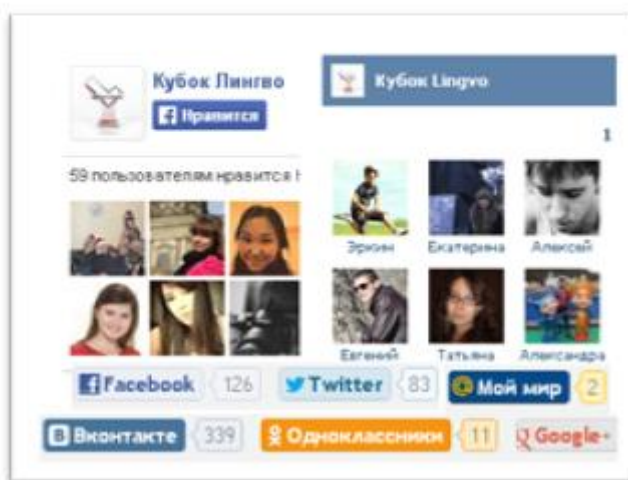 Кубок Лингво
Нравится
59 пользователям нравится
Кубок Lingvo
1
Эркин Екатерина Алексей
Евгений Татьяна Александра
Facebook 126 Twitter 83 @ Мой мир 2
В Вконтакте 339 Одноклассники 11 g Google+